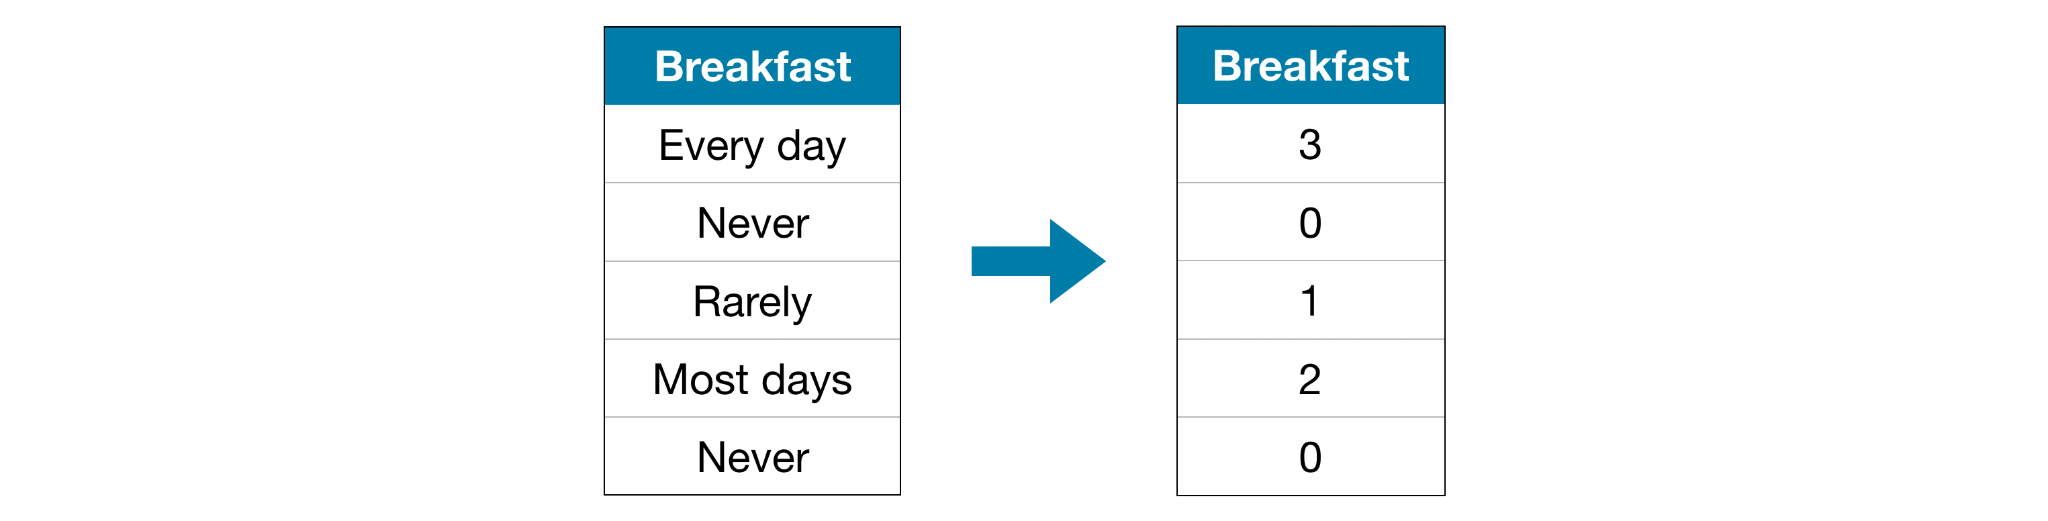 Breakfast
Every day
Never
Rarely
Most days
Never
Breakfast
3
0
1
2
0